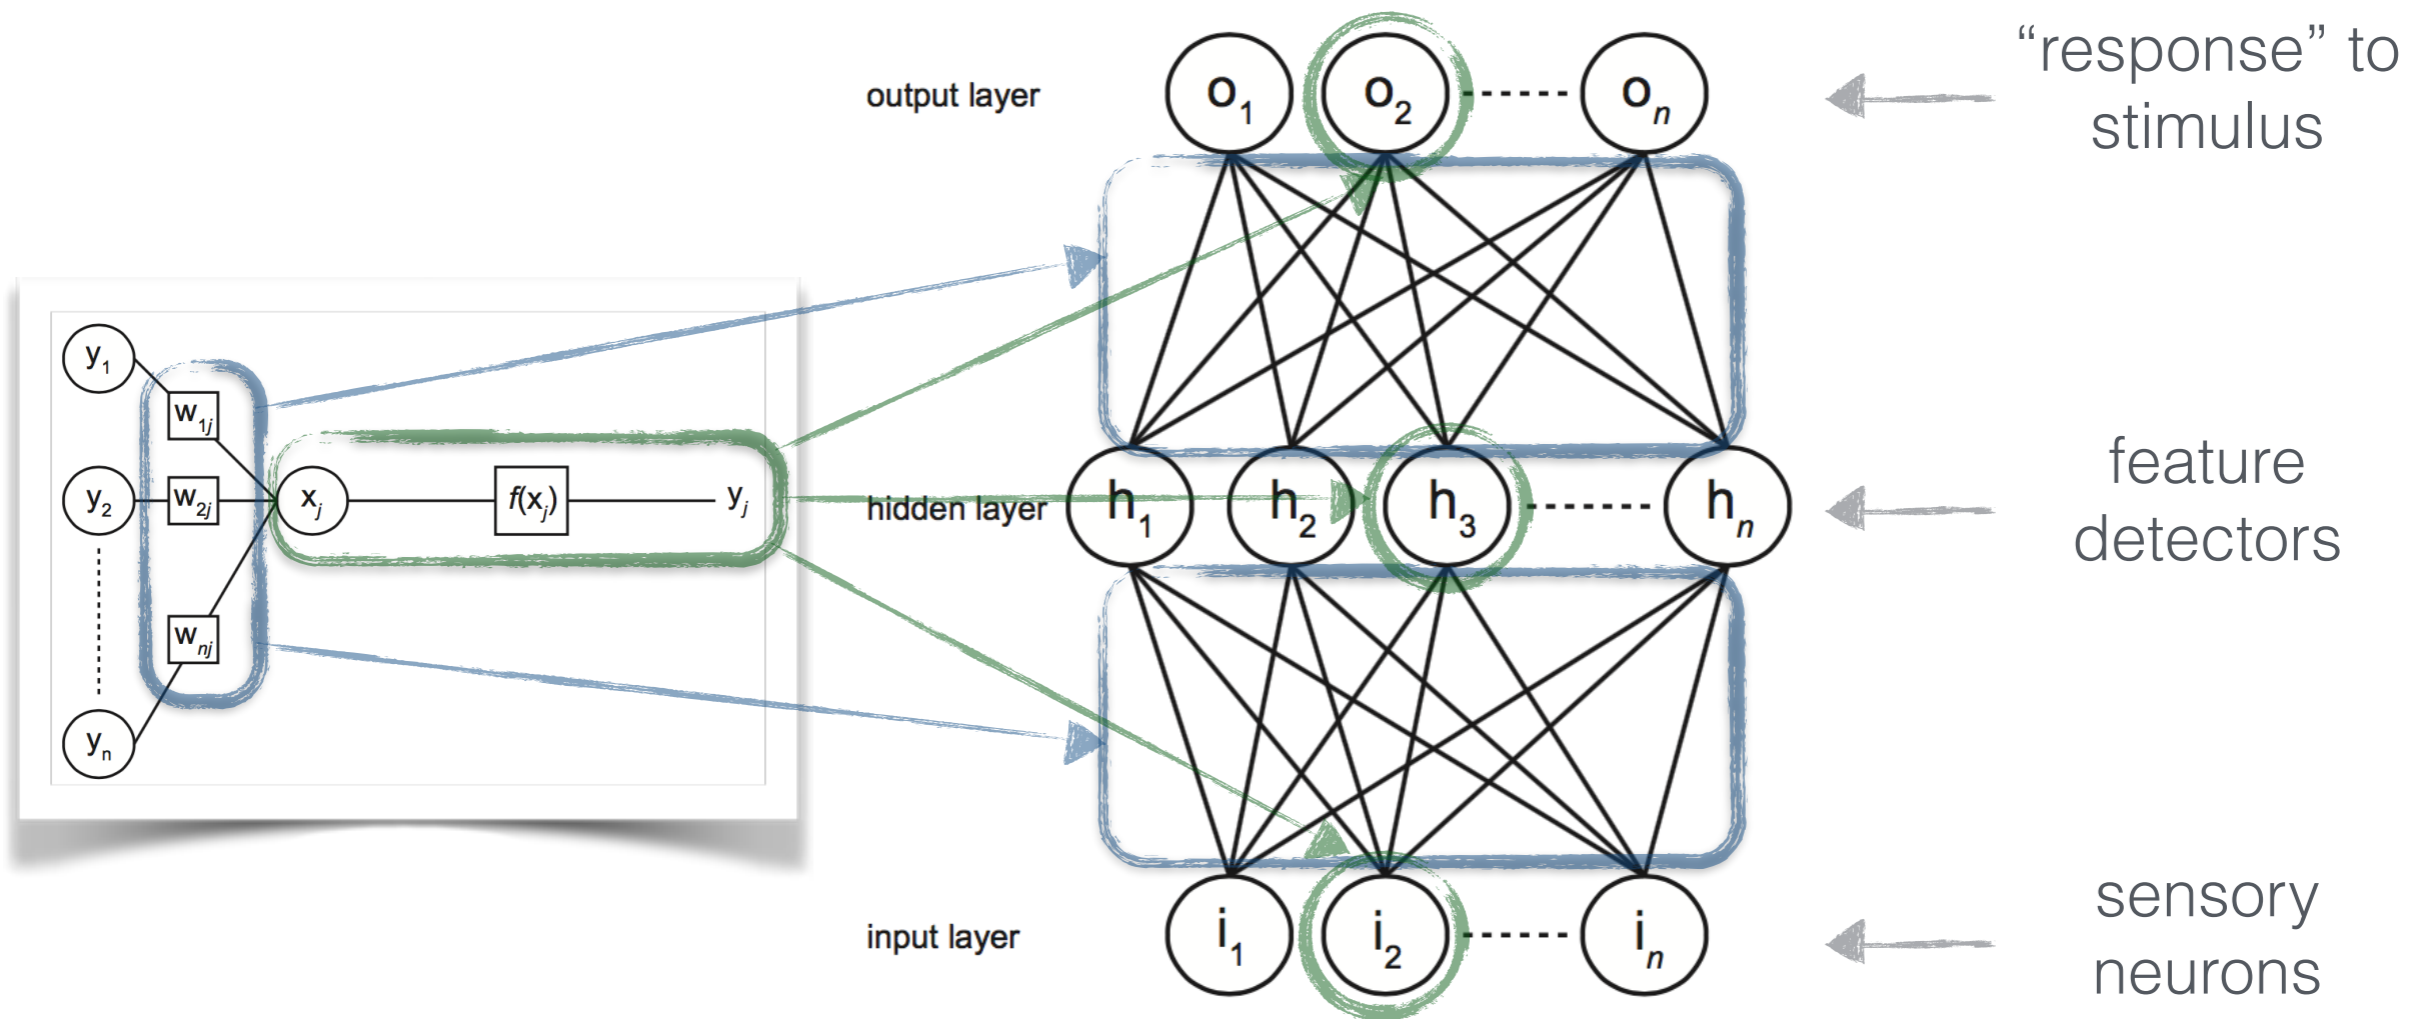 “response” to
stimulus
output layer
o1
o2
on
y1
w1j
y2
w2j
xj
f(xj)
yj
wnj
yn
hidden layer
h1
h2
h3
hn
feature
detectors
input layer
i1
i2
in
sensory
neurons